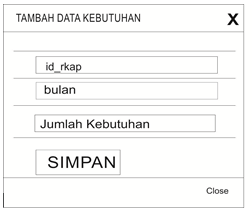 TAMBAH DATA KEBUTUHAN X
id_rkap
bulan
Jumlah Kebutuhan
SIMPAN
Close